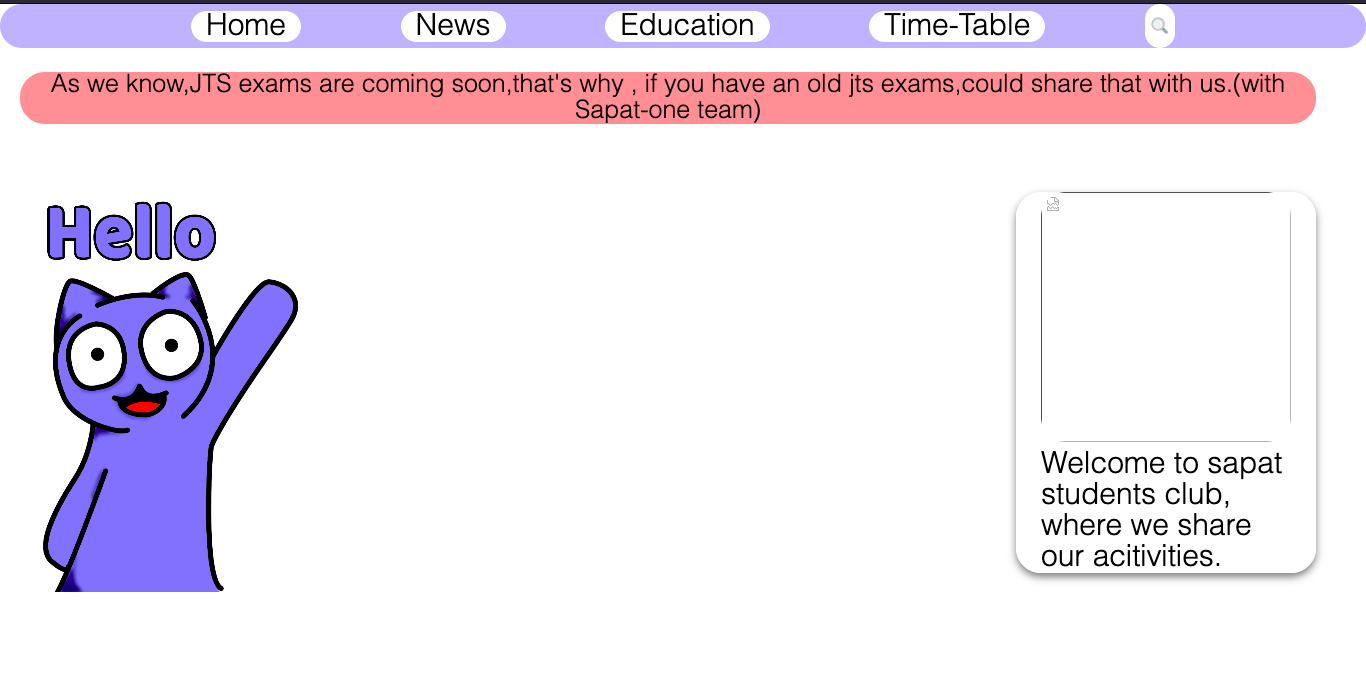 Home News Education Time-Table
As we know,JTS exams are coming soon,that's why , if you have an old jts exams,could share that with us.(with
Sapat-one team)
Hello
Welcome to sapat
students club,
where we share
our acitivities.